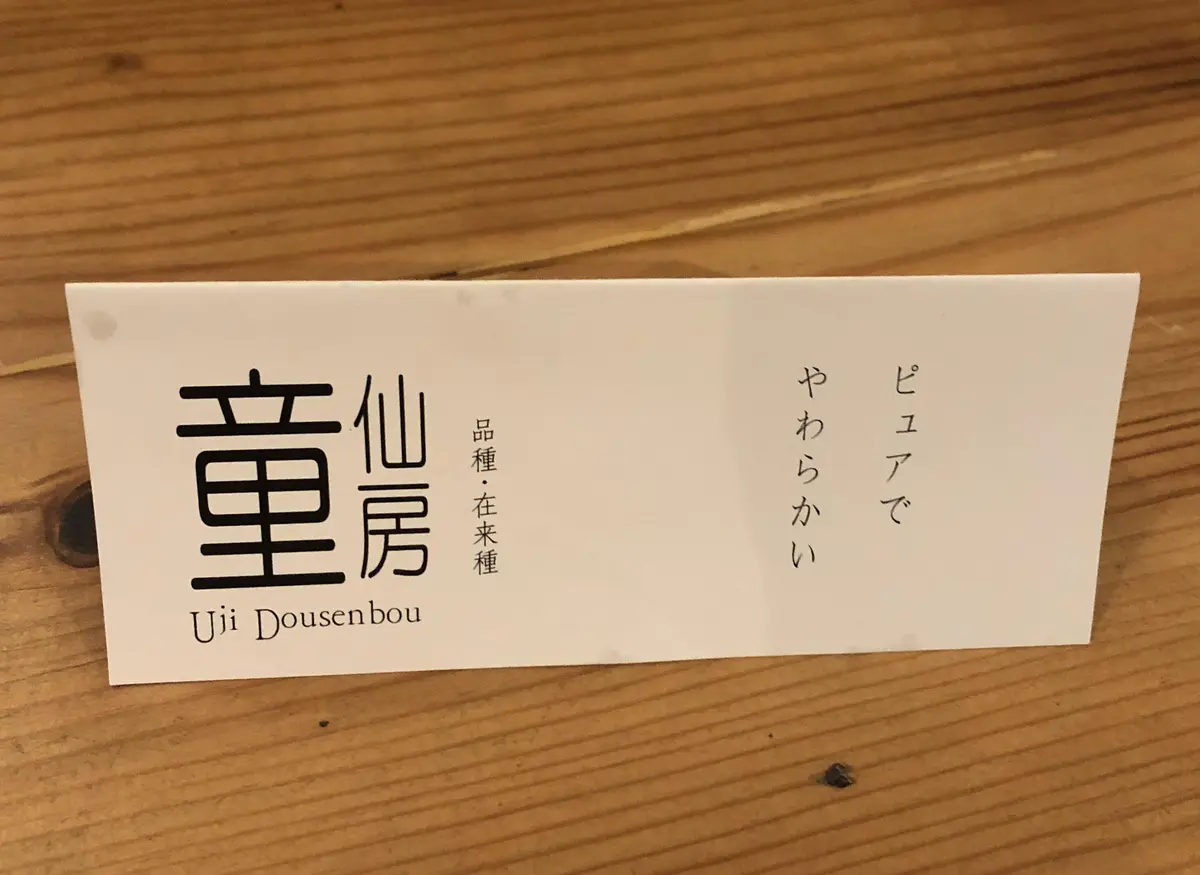 童仙房
Uji Dousenbou
品種・在来種
ピュアで
やわらかい